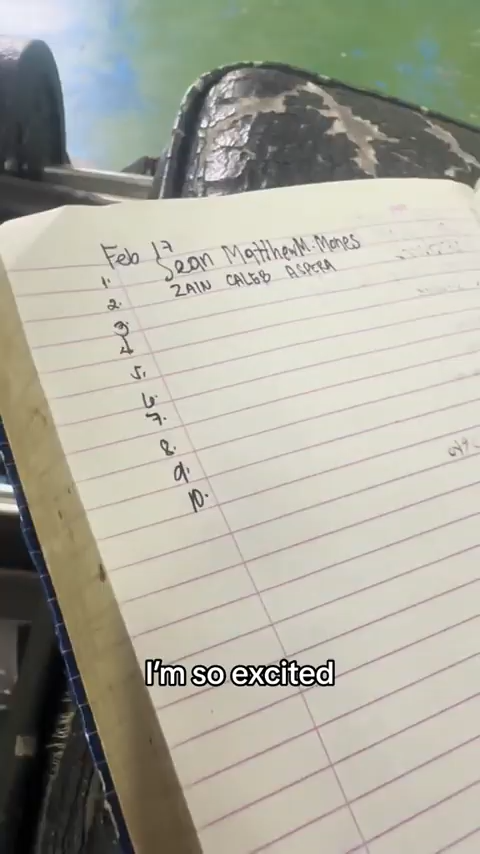 Feb 17
1. Sean Matthew M. Mones
2. ZAIN CALEB ASPERA
3.
4.
5.
6.
7.
8.
9.
10.
I'm so excited